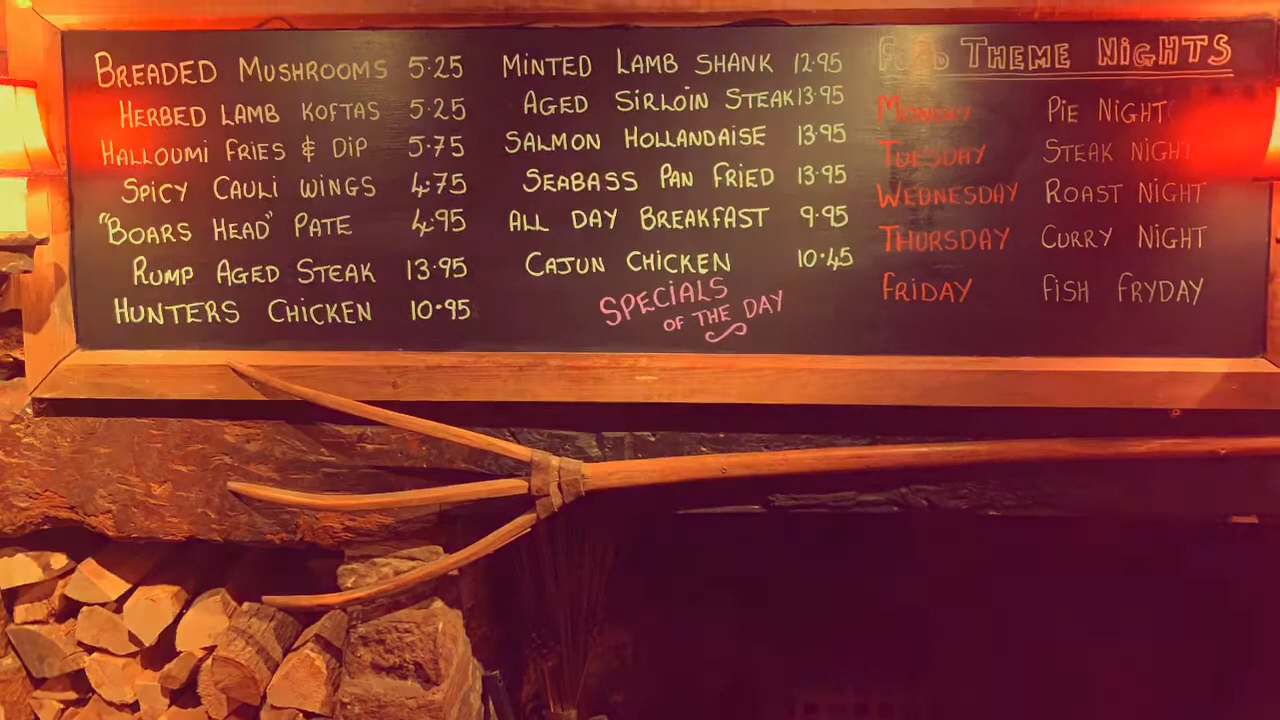 BREADED MUSHROOMS 5.25
HERBED LAMB KOFTAS 5.25
HALLOUMI FRIES & DIP 5.75
SPICY CAULI WINGS 4.75
"BOARS HEAD" PATE 4.95
RUMP AGED STEAK 13.95
HUNTERS CHICKEN 10.95
MINTED LAMB SHANK 12.95
AGED SIRLOIN STEAK 13.95
SALMON HOLLANDAISE 13.95
SEABASS PAN FRIED 13.95
ALL DAY BREAKFAST 9.95
CAJUN CHICKEN 10.45
SPECIALS
OF THE DAY
FOOD THEME NIGHTS
MONDAY PIE NIGHT
TUESDAY STEAK NIGHT
WEDNESDAY ROAST NIGHT
THURSDAY CURRY NIGHT
FRIDAY FISH FRYDAY